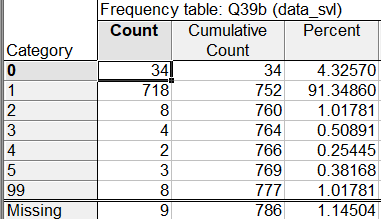 Frequency table: Q39b (data_svl)
Category Count Cumulative Count Percent
0 34 34 4.32570
1 718 752 91.34860
2 8 760 1.01781
3 4 764 0.50891
4 2 766 0.25445
5 3 769 0.38168
99 8 777 1.01781
Missing 9 786 1.14504